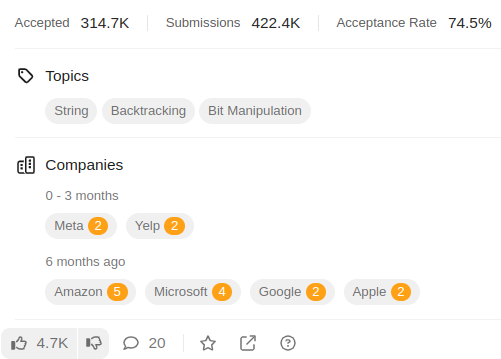 Accepted 314.7K Submissions 422.4K Acceptance Rate 74.5%
Topics
String Backtracking Bit Manipulation
Companies
0 - 3 months
Meta 2 Yelp 2
6 months ago
Amazon 5 Microsoft 4 Google 2 Apple 2
4.7K 20